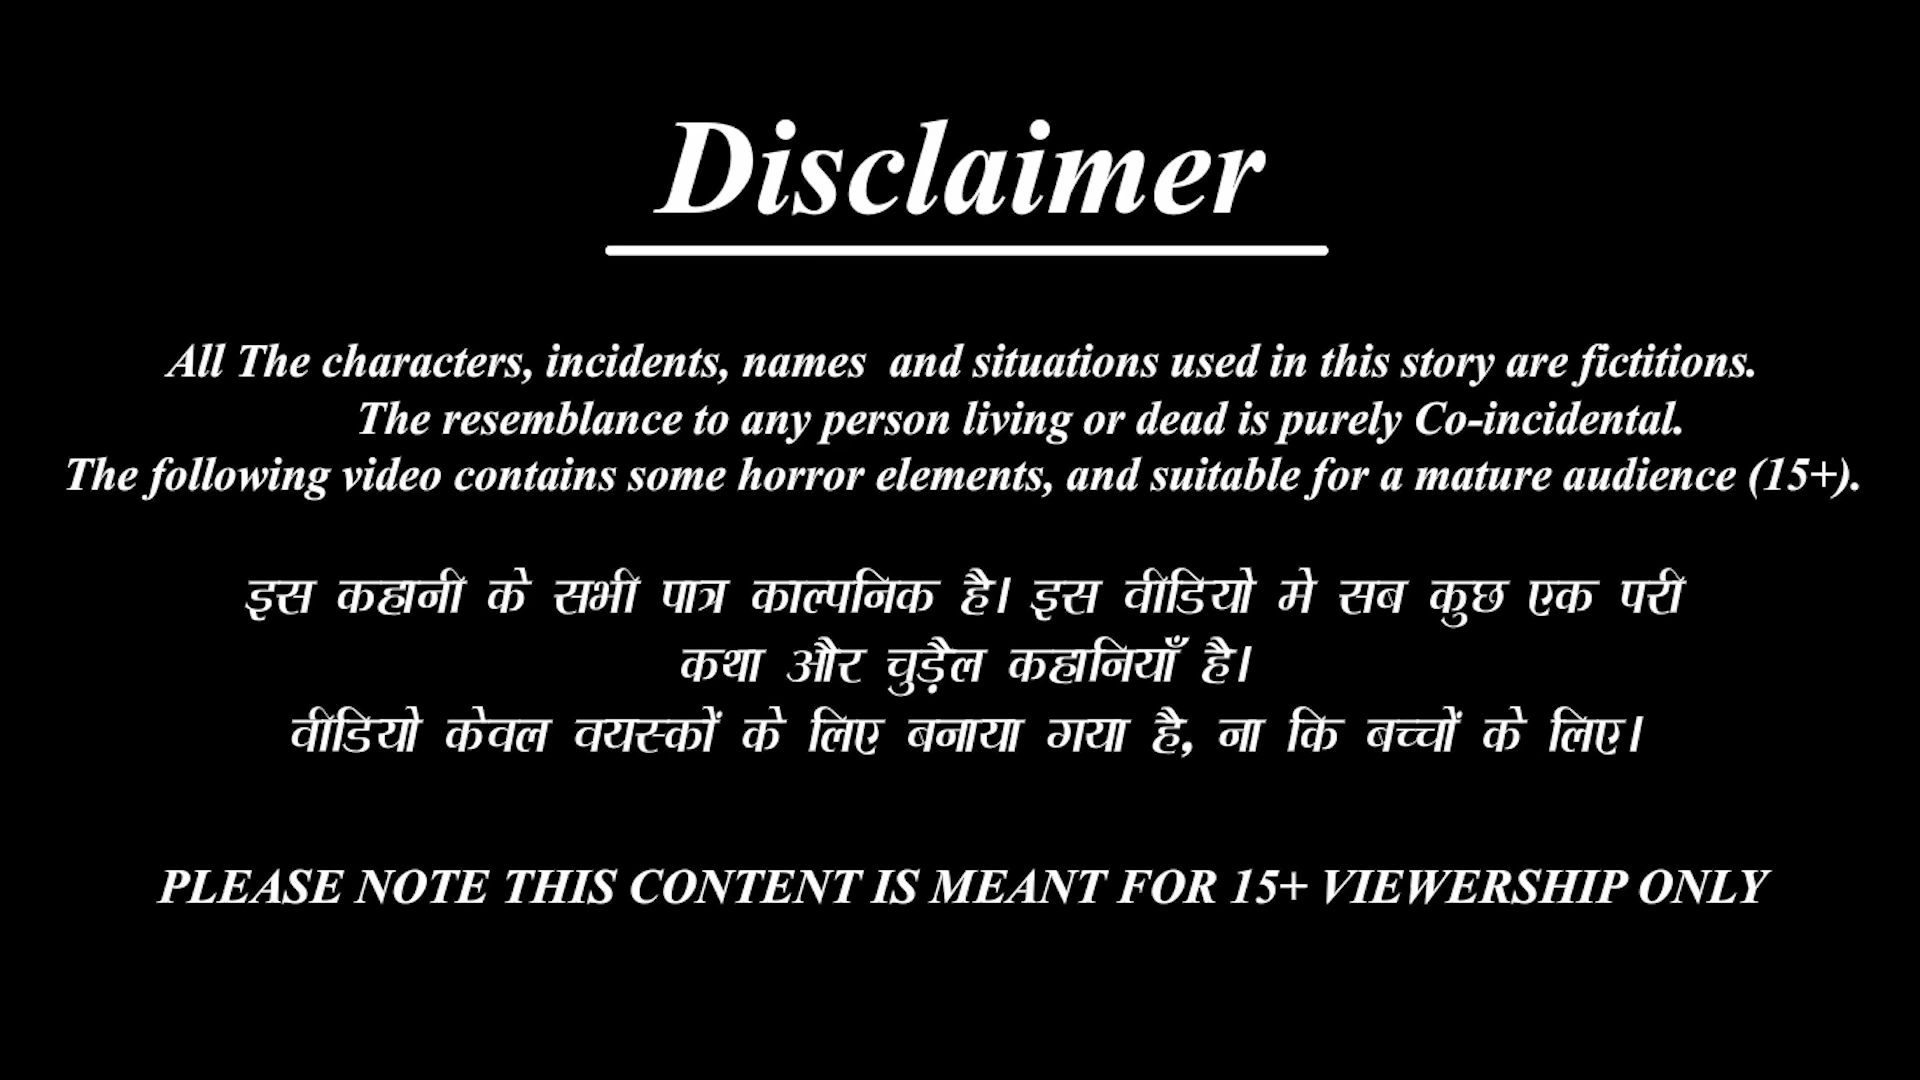 Disclaimer
All The characters, incidents, names and situations used in this story are fictitions.
The resemblance to any person living or dead is purely Co-incidental.
The following video contains some horror elements, and suitable for a mature audience (15+).
इस कहानी के सभी पात्र काल्पनिक है। इस वीडियो मे सब कुछ एक परी
कथा और चुड़ैल कहानियाँ है।
वीडियो केवल वयस्कों के लिए बनाया गया है, ना कि बच्चों के लिए।
PLEASE NOTE THIS CONTENT IS MEANT FOR 15+ VIEWERSHIP ONLY